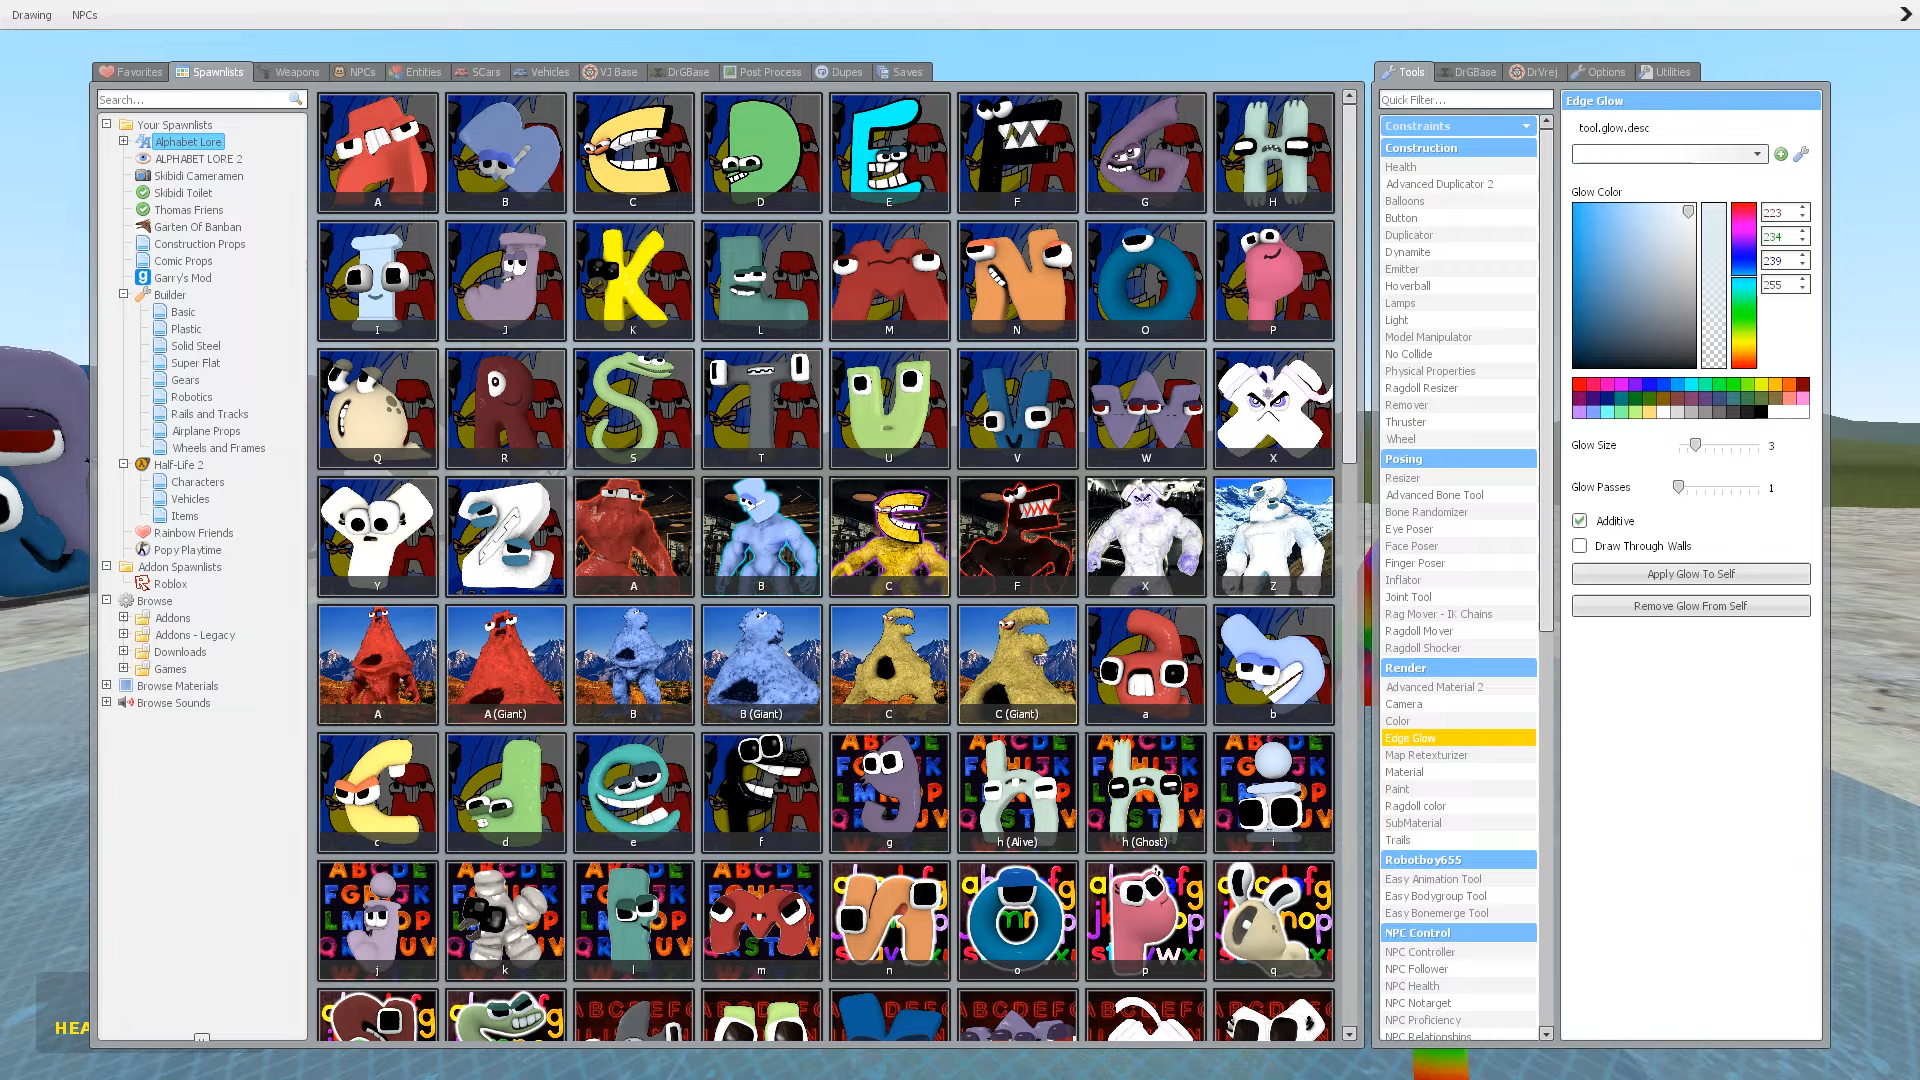 Drawing NPCs
Favorites Spawnlists Weapons NPCs Entities SCars Vehicles VJ Base DrGBase Post Process Dupes Saves
Search...
Your Spawnlists
Alphabet Lore
ALPHABET LORE 2
Skibidi Cameramen
Skibidi Toilet
Thomas Friens
Garten Of Banban
Construction Props
Comic Props
Garry's Mod
Builder
Basic
Plastic
Solid Steel
Super Flat
Gears
Robotics
Rails and Tracks
Airplane Props
Wheels and Frames
Half-Life 2
Characters
Vehicles
Items
Rainbow Friends
Popy Playtime
Addon Spawnlists
Roblox
Browse
Addons
Addons - Legacy
Downloads
Games
Browse Materials
Browse Sounds
HEA
A B C D E F G H
I J K L M N O P
Q R S T U V W X
Y Z A B C F X Z
A A (Giant) B B (Giant) C C (Giant) a b
c d e f g h (Alive) h (Ghost) i
j k l m n o p q
Tools DrGBase DrVrej Options Utilities
Quick Filter...
Constraints
Construction
Health
Advanced Duplicator 2
Balloons
Button
Duplicator
Dynamite
Emitter
Hoverball
Lamps
Light
Model Manipulator
No Collide
Physical Properties
Ragdoll Resizer
Remover
Thruster
Wheel
Posing
Resizer
Advanced Bone Tool
Bone Randomizer
Eye Poser
Face Poser
Finger Poser
Inflator
Joint Tool
Rag Mover - IK Chains
Ragdoll Mover
Ragdoll Shocker
Render
Advanced Material 2
Camera
Color
Edge Glow
Map Retexturizer
Material
Paint
Ragdoll color
SubMaterial
Trails
Robotboy655
Easy Animation Tool
Easy Bodygroup Tool
Easy Bonemerge Tool
NPC Control
NPC Controller
NPC Follower
NPC Health
NPC Notarget
NPC Proficiency
NPC Relationships
Edge Glow
tool.glow.desc
Glow Color
223
234
239
255
Glow Size 3
Glow Passes 1
Additive
Draw Through Walls
Apply Glow To Self
Remove Glow From Self